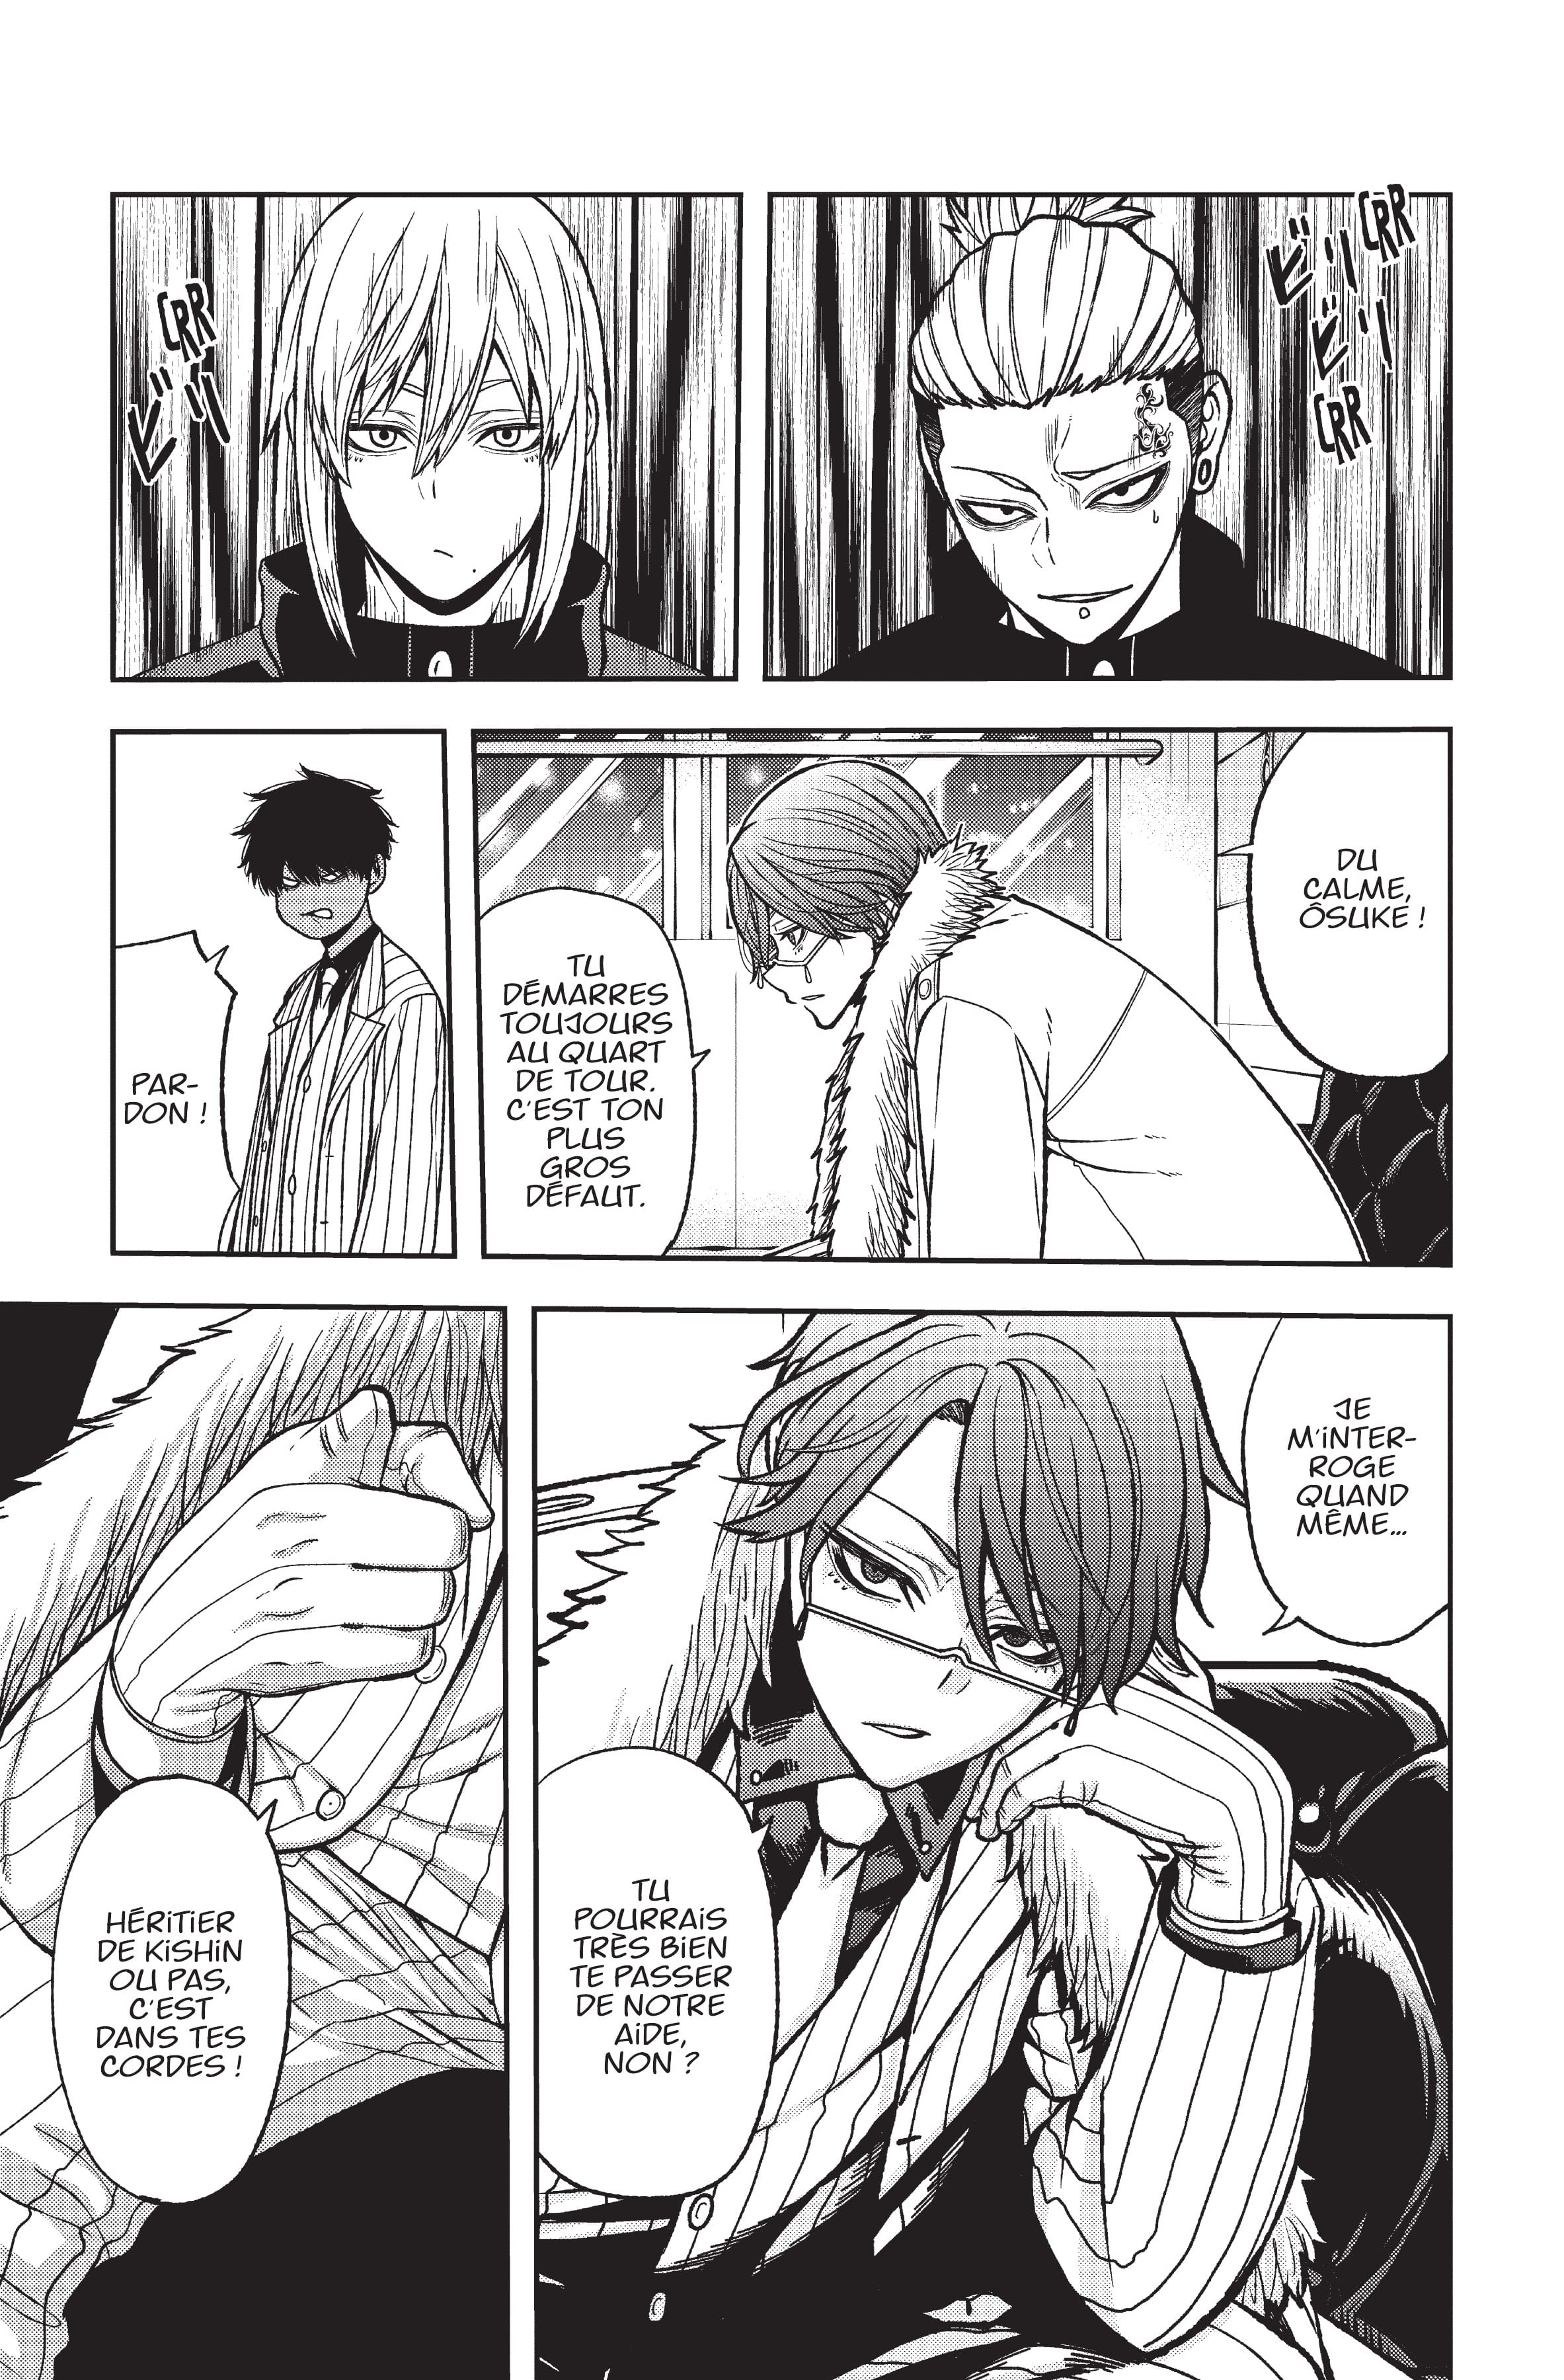 CRR
ビリ
ビリ
CRR
CRR
ビリ
DU
CALME,
ÔSUKE !
TU
DÉMARRES
TOUJOURS
AU QUART
DE TOUR.
C'EST TON
PLUS
GROS
DÉFAUT.
PAR-
DON !
JE
M'INTER-
ROGE
QUAND
MÊME...
TU
POURRAIS
TRÈS BIEN
TE PASSER
DE NOTRE
AIDE,
NON ?
HÉRITIER
DE KISHIN
OU PAS,
C'EST
DANS TES
CORDES !